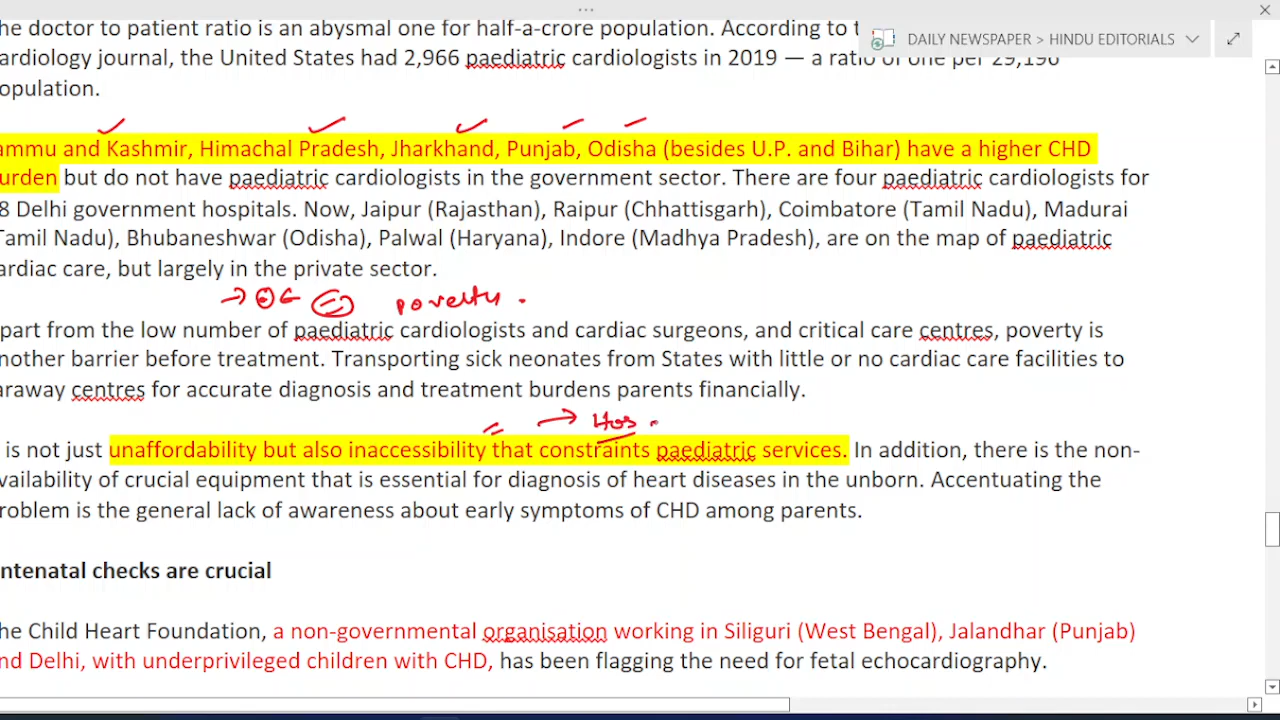 he doctor to patient ratio is an abysmal one for half-a-crore population. According to t
DAILY NEWSPAPER > HINDU EDITORIALS
ardiology journal, the United States had 2,966 paediatric cardiologists in 2019 — a ratio of one per 29,196
opulation.
ammu and Kashmir, Himachal Pradesh, Jharkhand, Punjab, Odisha (besides U.P. and Bihar) have a higher CHD
urden but do not have paediatric cardiologists in the government sector. There are four paediatric cardiologists for
8 Delhi government hospitals. Now, Jaipur (Rajasthan), Raipur (Chhattisgarh), Coimbatore (Tamil Nadu), Madurai
Tamil Nadu), Bhubaneshwar (Odisha), Palwal (Haryana), Indore (Madhya Pradesh), are on the map of paediatric
ardiac care, but largely in the private sector.
poverty.
part from the low number of paediatric cardiologists and cardiac surgeons, and critical care centres, poverty is
nother barrier before treatment. Transporting sick neonates from States with little or no cardiac care facilities to
araway centres for accurate diagnosis and treatment burdens parents financially.
Hos.
is not just unaffordability but also inaccessibility that constraints paediatric services. In addition, there is the non-
vailability of crucial equipment that is essential for diagnosis of heart diseases in the unborn. Accentuating the
roblem is the general lack of awareness about early symptoms of CHD among parents.
ntenatal checks are crucial
he Child Heart Foundation, a non-governmental organisation working in Siliguri (West Bengal), Jalandhar (Punjab)
nd Delhi, with underprivileged children with CHD, has been flagging the need for fetal echocardiography.